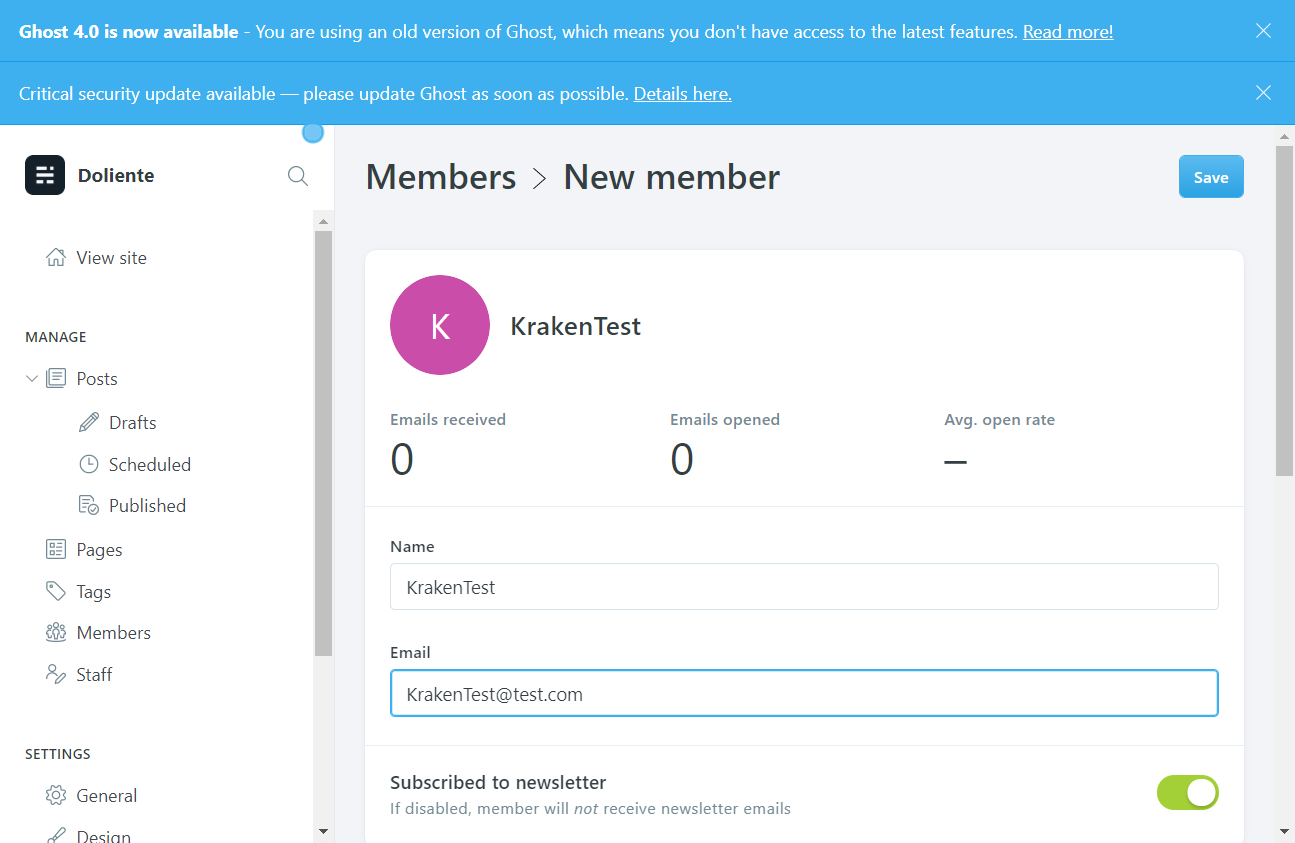 Ghost 4.0 is now available - You are using an old version of Ghost, which means you don't have access to the latest features. Read more!
Critical security update available — please update Ghost as soon as possible. Details here.
Doliente
View site
MANAGE
Posts
Drafts
Scheduled
Published
Pages
Tags
Members
Staff
SETTINGS
General
Design
Members > New member
Save
K
KrakenTest
Emails received
Emails opened
Avg. open rate
0
0
–
Name
KrakenTest
Email
KrakenTest@test.com
Subscribed to newsletter
If disabled, member will not receive newsletter emails